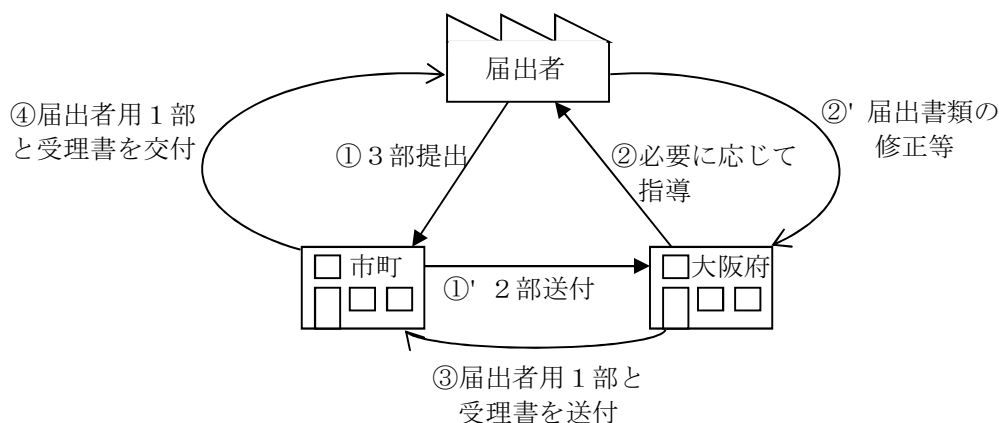 届出者
④届出者用１部
と受理書を交付
①３部提出
②必要に応じて
指導
②' 届出書類の
修正等
市町
大阪府
①' ２部送付
③届出者用１部と
受理書を送付